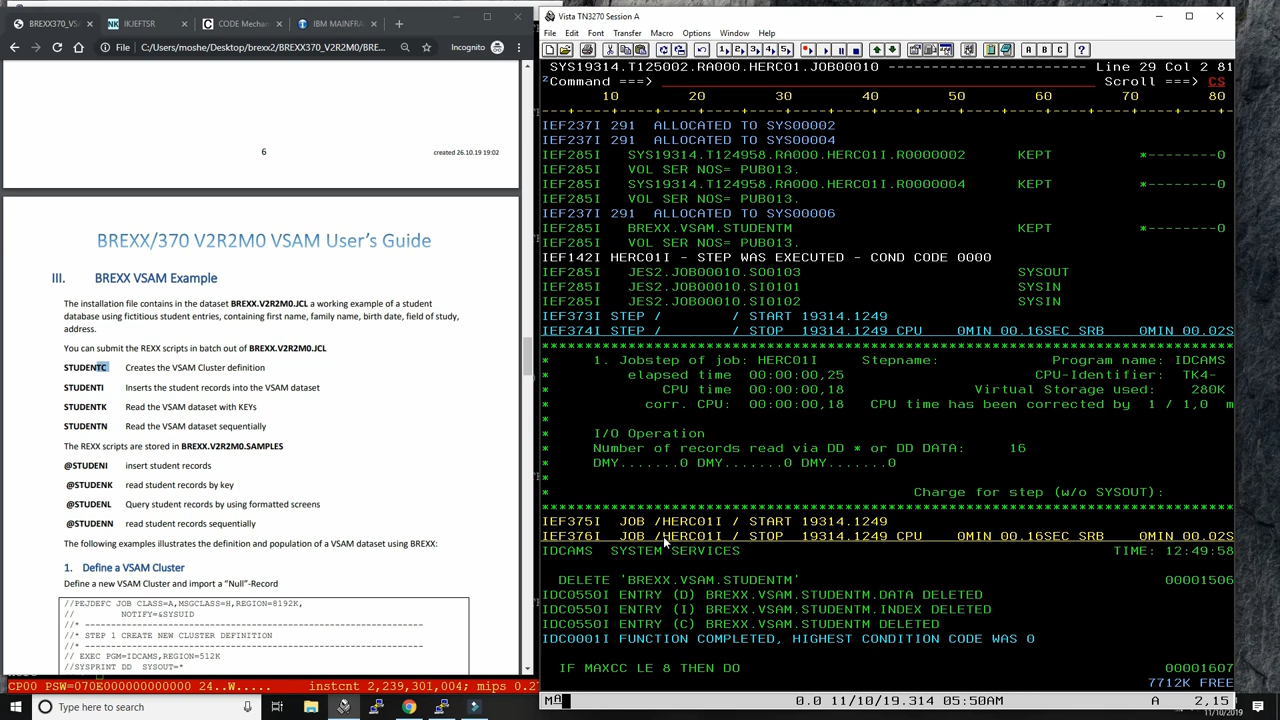 BREXX370_VS
IKJEFTSR
CODE Mechan
IBM MAINFRA
File
C:/Users/moshe/Desktop/brexx2/BREXX370_V2R2M0/BRE...
Incognito
6
created 26.10.19 19:02
BREXX/370 V2R2M0 VSAM User's Guide
III. BREXX VSAM Example
The installation file contains in the dataset BREXX.V2R2M0.JCL a working example of a student
database using fictitious student entries, containing first name, family name, birth date, field of study,
address.
You can submit the REXX scripts in batch out of BREXX.V2R2M0.JCL
STUDENTC Creates the VSAM Cluster definition
STUDENTI Inserts the student records into the VSAM dataset
STUDENTK Read the VSAM dataset with KEYs
STUDENTN Read the VSAM dataset sequentially
The REXX scripts are stored in BREXX.V2R2M0.SAMPLES
@STUDENI insert student records
@STUDENK read student records by key
@STUDENL Query student records by using formatted screens
@STUDENN read student records sequentially
The following examples illustrates the definition and population of a VSAM dataset using BREXX:
1. Define a VSAM Cluster
Define a new VSAM Cluster and import a "Null"-Record
//PEJDEFC JOB CLASS=A,MSGCLASS=H,REGION=8192K,
// NOTIFY=&SYSUID
//* -----------------------------------------------
//* STEP 1 CREATE NEW CLUSTER DEFINITION
//* -----------------------------------------------
// EXEC PGM=IDCAMS,REGION=512K
//SYSPRINT DD SYSOUT=*
CP00 PSW=070E000000000000 24..W..... instcnt 2,239,301,004; mips 0.2
Vista TN3270 Session A
File Edit Font Transfer Macro Options Window Help
SYS19314.T125002.RA000.HERC01.JOB00010 ---------------------- Line 29 Col 2 81
Command ===> Scroll ===> CS
10 20 30 40 50 60 70 80
IEF237I 291 ALLOCATED TO SYS00002
IEF237I 291 ALLOCATED TO SYS00004
IEF285I SYS19314.T124958.RA000.HERC01I.R0000002 KEPT *--------0
IEF285I VOL SER NOS= PUB013.
IEF285I SYS19314.T124958.RA000.HERC01I.R0000004 KEPT *--------0
IEF285I VOL SER NOS= PUB013.
IEF237I 291 ALLOCATED TO SYS00006
IEF285I BREXX.VSAM.STUDENTM KEPT *--------0
IEF285I VOL SER NOS= PUB013.
IEF142I HERC01I - STEP WAS EXECUTED - COND CODE 0000
IEF285I JES2.JOB00010.SO0103 SYSOUT
IEF285I JES2.JOB00010.SI0101 SYSIN
IEF285I JES2.JOB00010.SI0102 SYSIN
IEF373I STEP / / START 19314.1249
IEF374I STEP / / STOP 19314.1249 CPU 0MIN 00.16SEC SRB 0MIN 00.02S
********************************************************************************
* 1. Jobstep of job: HERC01I Stepname: Program name: IDCAMS
* elapsed time 00:00:00,25 CPU-Identifier: TK4-
* CPU time 00:00:00,18 Virtual Storage used: 280K
* corr. CPU: 00:00:00,18 CPU time has been corrected by 1 / 1,0 m
*
* I/O Operation
* Number of records read via DD * or DD DATA: 16
* DMY.......0 DMY.......0 DMY.......0
*
* Charge for step (w/o SYSOUT):
********************************************************************************
IEF375I JOB /HERC01I / START 19314.1249
IEF376I JOB /HERC01I / STOP 19314.1249 CPU 0MIN 00.16SEC SRB 0MIN 00.02S
IDCAMS SYSTEM SERVICES TIME: 12:49:58
DELETE 'BREXX.VSAM.STUDENTM' 00001506
IDC0550I ENTRY (D) BREXX.VSAM.STUDENTM.DATA DELETED
IDC0550I ENTRY (I) BREXX.VSAM.STUDENTM.INDEX DELETED
IDC0550I ENTRY (C) BREXX.VSAM.STUDENTM DELETED
IDC0001I FUNCTION COMPLETED, HIGHEST CONDITION CODE WAS 0
IF MAXCC LE 8 THEN DO 00001607
7712K FREE
MA 0.0 11/10/19.314 05:50AM A 2,15
Type here to search
11/10/2019